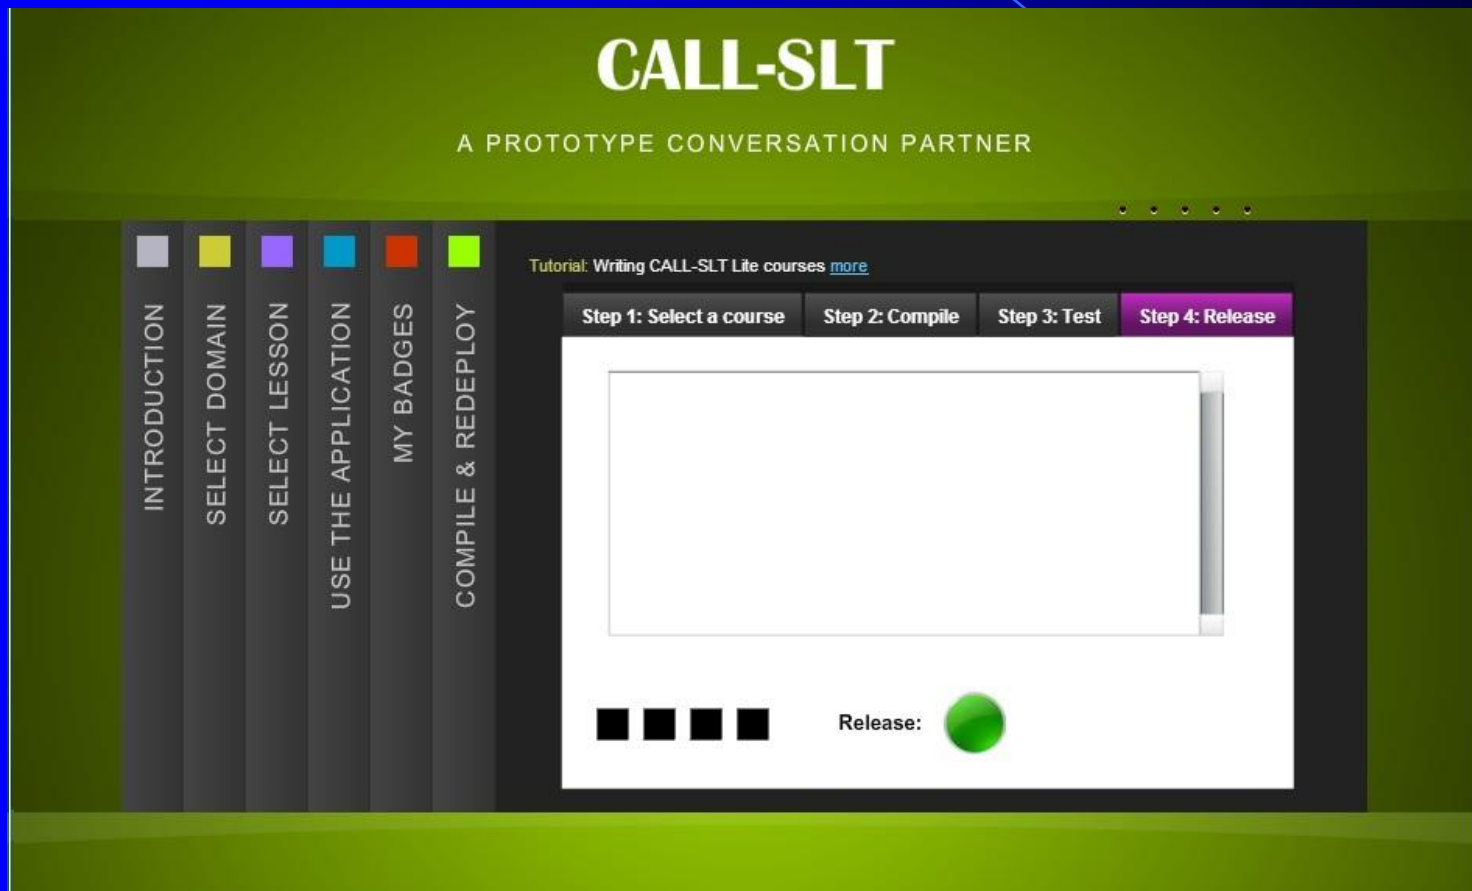 CALL-SLT
A PROTOTYPE CONVERSATION PARTNER
INTRODUCTION
SELECT DOMAIN
SELECT LESSON
USE THE APPLICATION
MY BADGES
COMPILE & REDEPLOY
Tutorial: Writing CALL-SLT Lite courses more
Step 1: Select a course Step 2: Compile Step 3: Test Step 4: Release
Release: